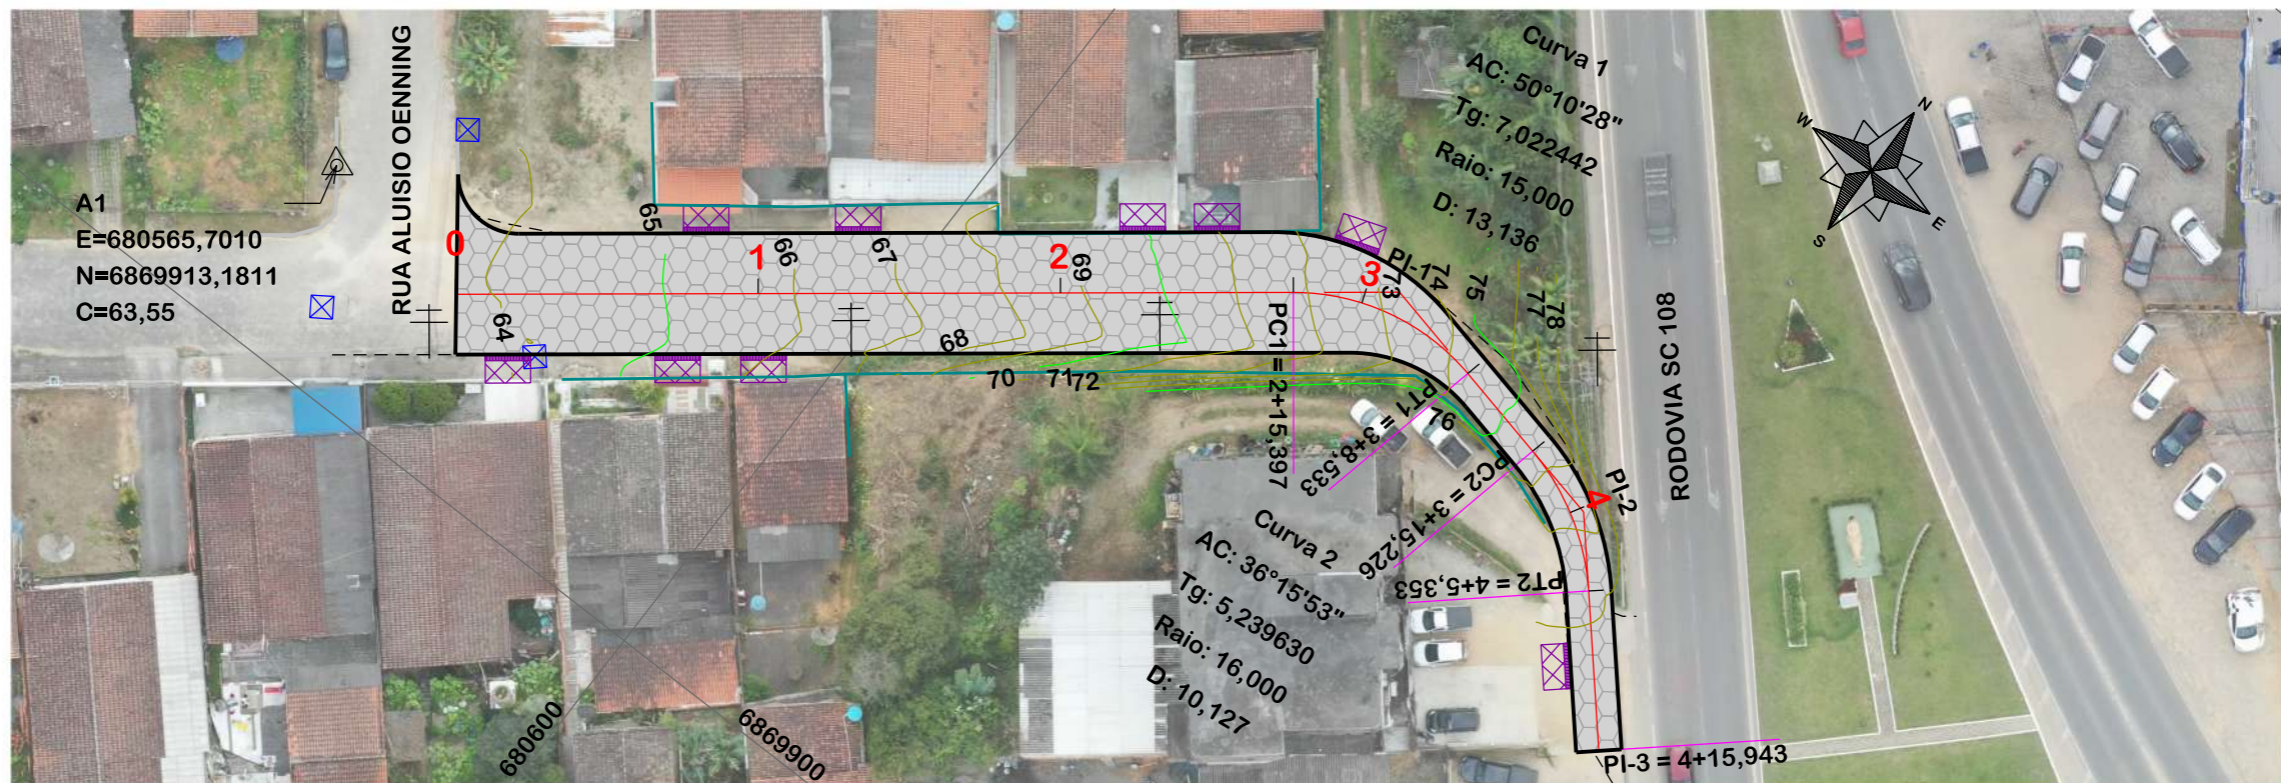 A1
E=680565,7010
N=6869913,1811
C=63,55
RUA ALUISIO OENNING
0
1
2
3
4
64
65
66
67
68
69
70
71
72
73
74
75
76
77
78
PI-1
PC1 = 2+15,397
PT1 = 3+8,533
PC2 = 3+15,226
PT2 = 4+5,353
PI-2
PI-3 = 4+15,943
Curva 1
AC: 50°10'28"
Tg: 7,022442
Raio: 15,000
D: 13,136
Curva 2
AC: 36°15'53"
Tg: 5,239630
Raio: 16,000
D: 10,127
RODOVIA SC 108
N
W
E
S
680600
6869900